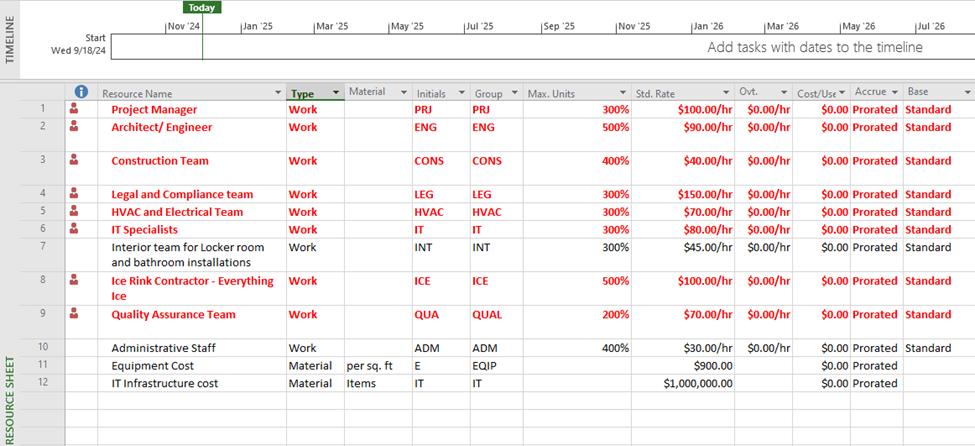 Today
Nov '24 Jan '25 Mar '25 May '25 Jul '25 Sep '25 Nov '25 Jan '26 Mar '26 May '26 Jul '26
TIMELINE
Start
Wed 9/18/24
Add tasks with dates to the timeline
Resource Name Type Material Initials Group Max. Units Std. Rate Ovt. Cost/Use Accrue Base
1 Project Manager Work PRJ PRJ 300% $100.00/hr $0.00/hr $0.00 Prorated Standard
2 Architect/ Engineer Work ENG ENG 500% $90.00/hr $0.00/hr $0.00 Prorated Standard
3 Construction Team Work CONS CONS 400% $40.00/hr $0.00/hr $0.00 Prorated Standard
4 Legal and Compliance team Work LEG LEG 300% $150.00/hr $0.00/hr $0.00 Prorated Standard
5 HVAC and Electrical Team Work HVAC HVAC 300% $70.00/hr $0.00/hr $0.00 Prorated Standard
6 IT Specialists Work IT IT 300% $80.00/hr $0.00/hr $0.00 Prorated Standard
7 Interior team for Locker room Work INT INT 300% $45.00/hr $0.00/hr $0.00 Prorated Standard
and bathroom installations
8 Ice Rink Contractor - Everything Work ICE ICE 500% $100.00/hr $0.00/hr $0.00 Prorated Standard
Ice
9 Quality Assurance Team Work QUA QUAL 200% $70.00/hr $0.00/hr $0.00 Prorated Standard
10 Administrative Staff Work ADM ADM 400% $30.00/hr $0.00/hr $0.00 Prorated Standard
11 Equipment Cost Material per sq. ft E EQIP $900.00 $0.00 Prorated
12 IT Infrastructure cost Material Items IT IT $1,000,000.00 $0.00 Prorated
RESOURCE SHEET